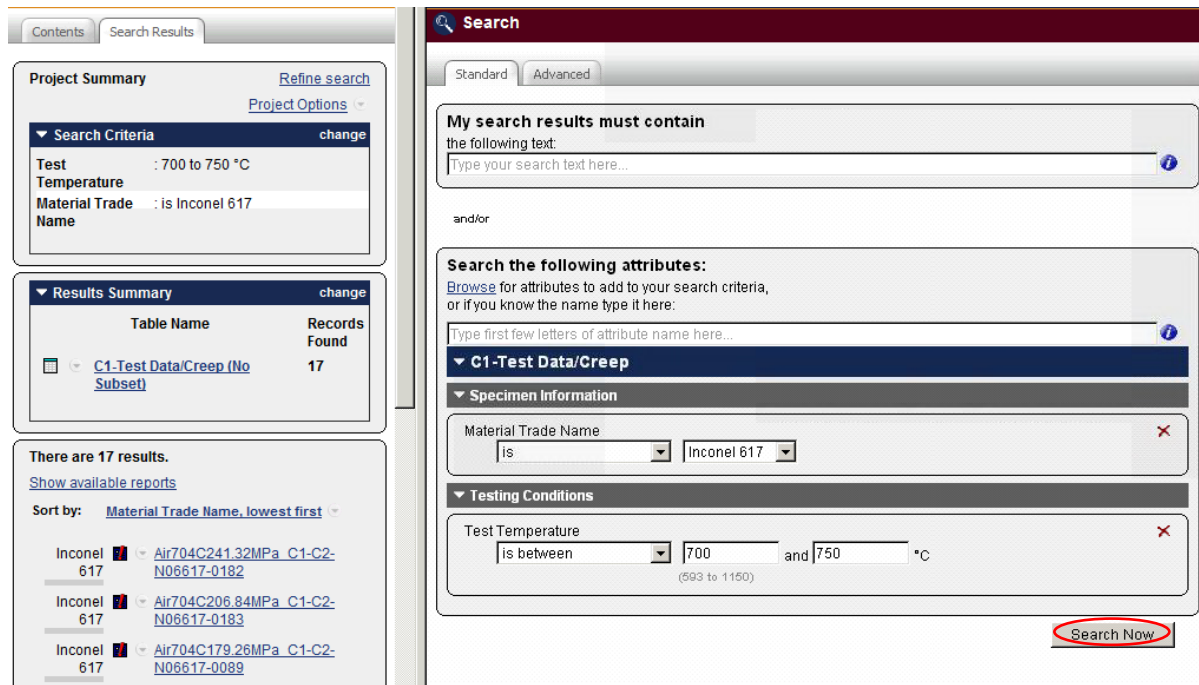 Contents
Search Results
Project Summary
Refine search
Project Options
Search Criteria
change
Test : 700 to 750 °C
Temperature
Material Trade : is Inconel 617
Name
Results Summary
change
Table Name
Records
Found
C1-Test Data/Creep (No
Subset)
17
There are 17 results.
Show available reports
Sort by: Material Trade Name, lowest first
Inconel
617
Air704C241.32MPa_C1-C2-
N06617-0182
Inconel
617
Air704C206.84MPa_C1-C2-
N06617-0183
Inconel
617
Air704C179.26MPa_C1-C2-
N06617-0089
Search
Standard
Advanced
My search results must contain
the following text:
Type your search text here...
and/or
Search the following attributes:
Browse for attributes to add to your search criteria,
or if you know the name type it here:
Type first few letters of attribute name here...
C1-Test Data/Creep
Specimen Information
Material Trade Name
is
Inconel 617
Testing Conditions
Test Temperature
is between
700 and 750 °C
(593 to 1150)
Search Now